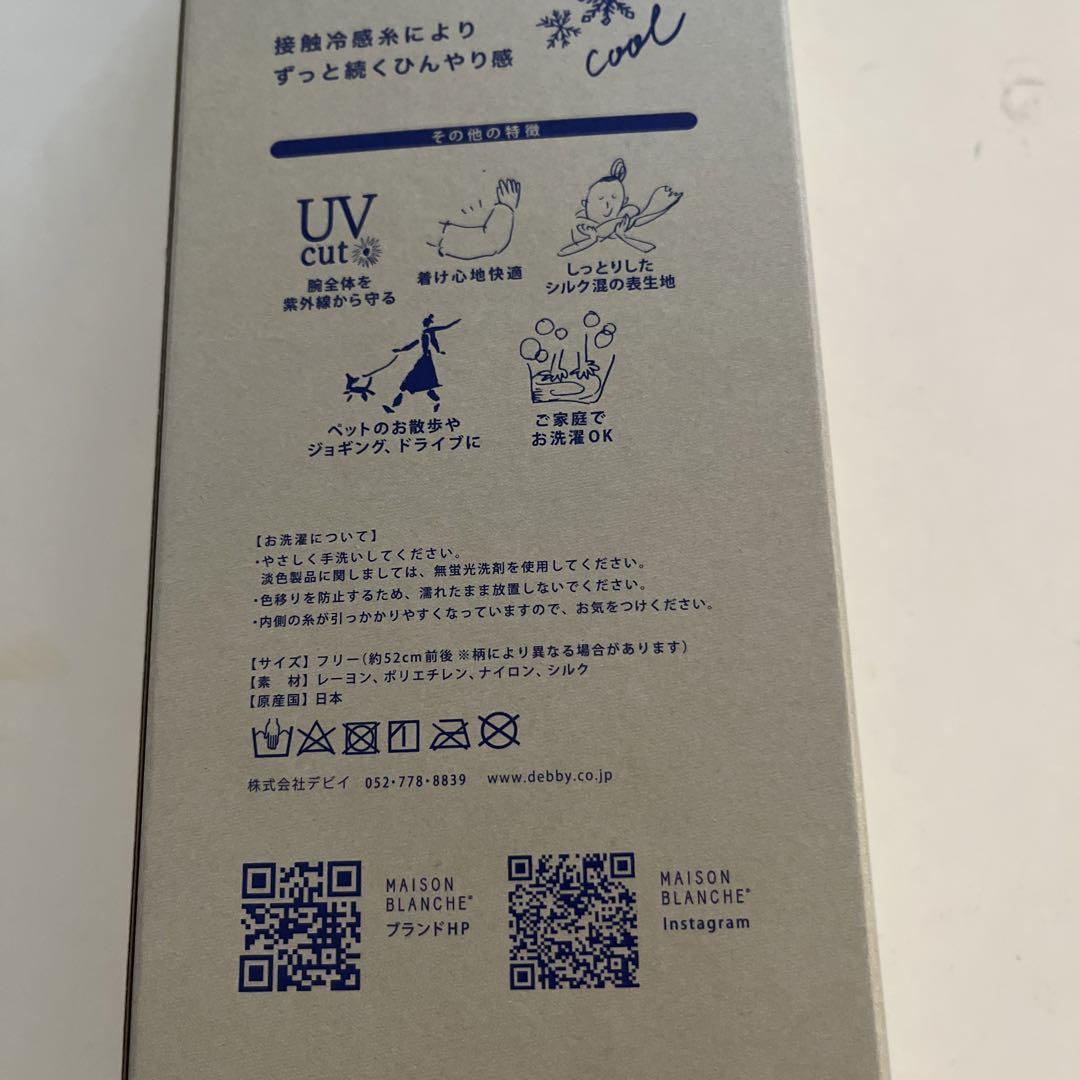 接触冷感糸により
ずっと続くひんやり感
cool
その他の特徴
UV
cut
腕全体を
紫外線から守る
着け心地快適
しっとりした
シルク混の表生地
ペットのお散歩や
ジョギング、ドライブに
ご家庭で
お洗濯OK
【お洗濯について】
・やさしく手洗いしてください。
淡色製品に関しましては、無蛍光洗剤を使用してください。
・色移りを防止するため、濡れたまま放置しないでください。
・内側の糸が引っかかりやすくなっていますので、お気をつけください。
【サイズ】フリー(約52cm前後 ※柄により異なる場合があります)
【素　材】レーヨン、ポリエチレン、ナイロン、シルク
【原産国】日本
株式会社デビイ 052・778・8839 www.debby.co.jp
MAISON
BLANCHE®
ブランドHP
MAISON
BLANCHE®
Instagram